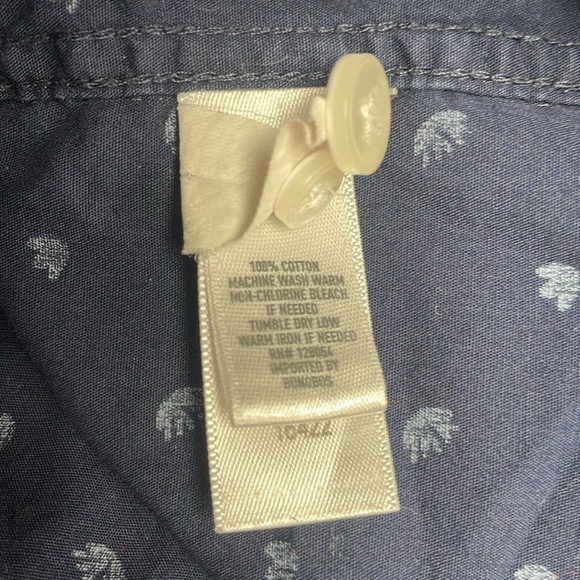 100% COTTON
MACHINE WASH WARM
NON-CHLORINE BLEACH
IF NEEDED
TUMBLE DRY LOW
WARM IRON IF NEEDED
RN# 128054
IMPORTED BY
BONOBOS